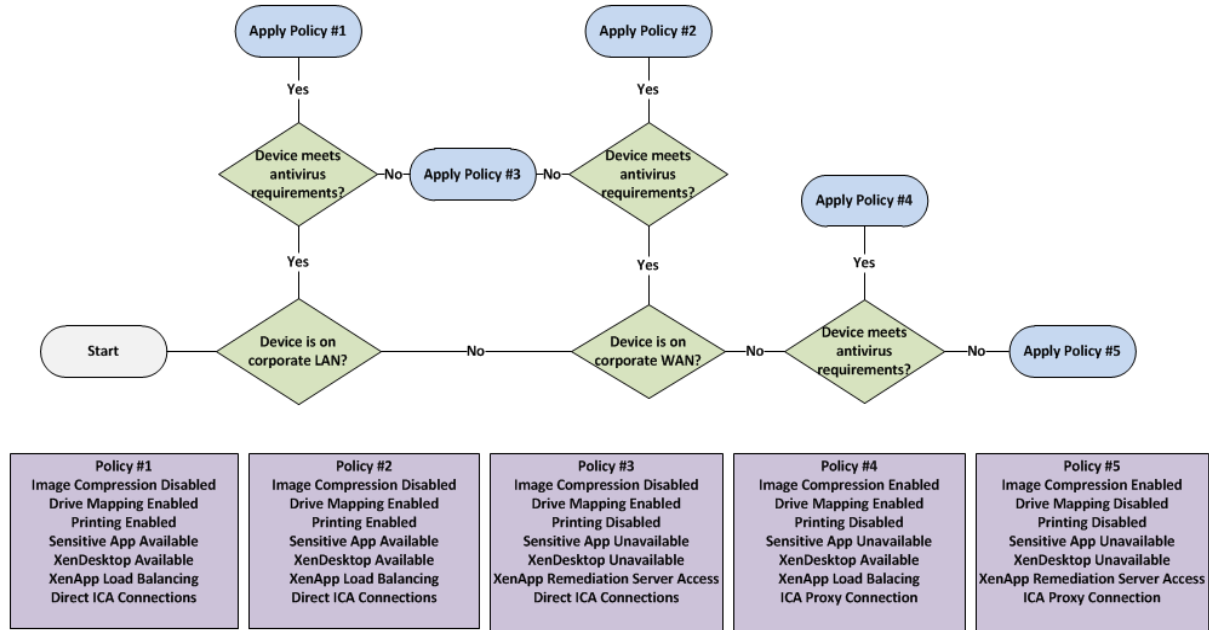 Apply Policy #1
Apply Policy #2
Yes
Yes
Device meets
antivirus
requirements?
No
Apply Policy #3
No
Device meets
antivirus
requirements?
Apply Policy #4
Yes
Yes
Yes
Start
Device is on
corporate LAN?
No
Device is on
corporate WAN?
No
Device meets
antivirus
requirements?
No
Apply Policy #5
Policy #1
Image Compression Disabled
Drive Mapping Enabled
Printing Enabled
Sensitive App Available
XenDesktop Available
XenApp Load Balancing
Direct ICA Connections
Policy #2
Image Compression Disabled
Drive Mapping Enabled
Printing Enabled
Sensitive App Available
XenDesktop Available
XenApp Load Balancing
Direct ICA Connections
Policy #3
Image Compression Disabled
Drive Mapping Enabled
Printing Disabled
Sensitive App Unavailable
XenDesktop Unavailable
XenApp Remediation Server Access
Direct ICA Connections
Policy #4
Image Compression Enabled
Drive Mapping Enabled
Printing Disabled
Sensitive App Unavailable
XenDesktop Available
XenApp Load Balacing
ICA Proxy Connection
Policy #5
Image Compression Enabled
Drive Mapping Disabled
Printing Disabled
Sensitive App Unavailable
XenDesktop Unavailable
XenApp Remediation Server Access
ICA Proxy Connection